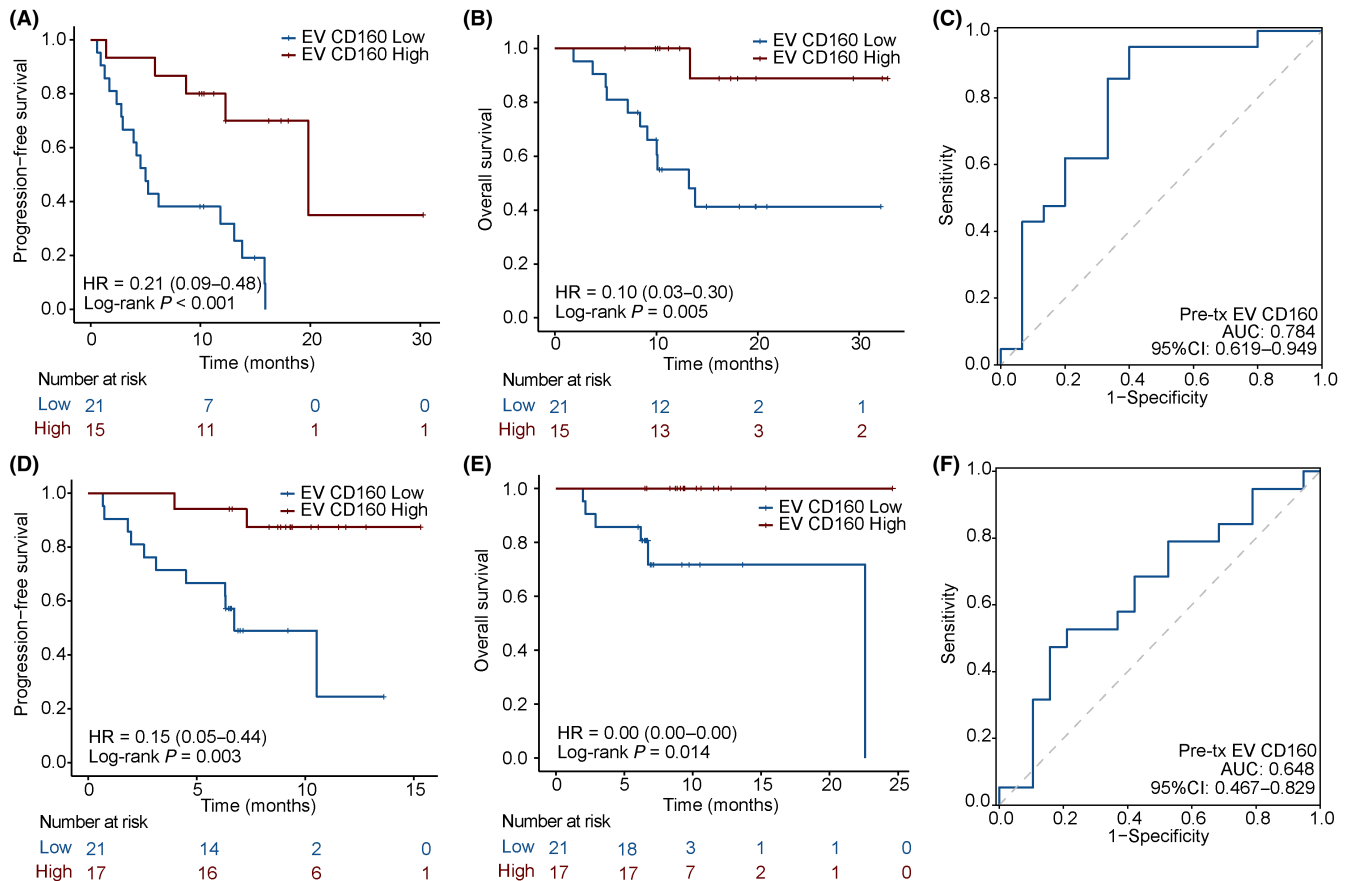 (A)
EV CD160 Low
EV CD160 High
Progression−free survival
1.0
0.8
0.6
0.4
0.2
0.0
HR = 0.21 (0.09–0.48)
Log-rank P < 0.001
0 10 20 30
Time (months)
Number at risk
Low 21 7 0 0
High 15 11 1 1
(B)
EV CD160 Low
EV CD160 High
Overall survival
1.0
0.8
0.6
0.4
0.2
0.0
HR = 0.10 (0.03–0.30)
Log-rank P = 0.005
0 10 20 30
Time (months)
Number at risk
Low 21 12 2 1
High 15 13 3 2
(C)
Sensitivity
1.0
0.8
0.6
0.4
0.2
0.0
Pre-tx EV CD160
AUC: 0.784
95%CI: 0.619–0.949
0.0 0.2 0.4 0.6 0.8 1.0
1−Specificity
(D)
EV CD160 Low
EV CD160 High
Progression−free survival
1.0
0.8
0.6
0.4
0.2
0.0
HR = 0.15 (0.05–0.44)
Log-rank P = 0.003
0 5 10 15
Time (months)
Number at risk
Low 21 14 2 0
High 17 16 6 1
(E)
EV CD160 Low
EV CD160 High
Overall survival
1.0
0.8
0.6
0.4
0.2
0.0
HR = 0.00 (0.00–0.00)
Log-rank P = 0.014
0 5 10 15 20 25
Time (months)
Number at risk
Low 21 18 3 1 1 0
High 17 17 7 2 1 0
(F)
Sensitivity
1.0
0.8
0.6
0.4
0.2
0.0
Pre-tx EV CD160
AUC: 0.648
95%CI: 0.467–0.829
0.0 0.2 0.4 0.6 0.8 1.0
1−Specificity